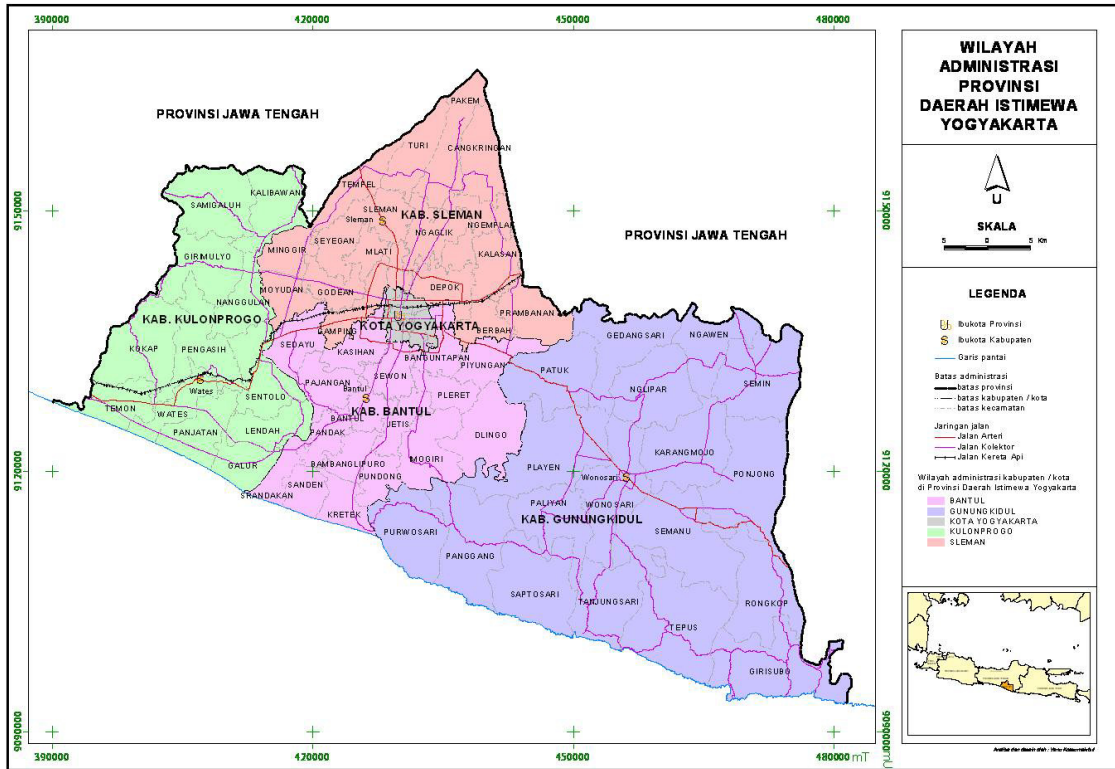 390000
420000
450000
480000
PROVINSI JAWA TENGAH
PAKEM
TURI
CANGKRINGAN
TEMPEL
KALIBAWANG
SAMIGALUH
9150000
SLEMAN
Sleman
KAB. SLEMAN
NGEMPLAK
NGAGLIK
SEYEGAN
MINGGIR
MLATI
KALASAN
PROVINSI JAWA TENGAH
9150000
GIRIMULYO
MOYUDAN
GODEAN
DEPOK
NANGGULAN
KAB. KULONPROGO
U
KOTA YOGYAKARTA
PRAMBANAN
BERBAH
GAMPING
SEDAYU
KASIHAN
BANGUNTAPAN
PIYUNGAN
GEDANGSARI
NGAWEN
KOKAP
PENGASIH
PATUK
NGLIPAR
SEMIN
SEWON
PAJANGAN
Bantul
PLERET
Wates
SENTOLO
TEMON
WATES
KAB. BANTUL
BANTUL
JETIS
PANJATAN
LENDAH
PANDAK
DLINGO
GALUR
BAMBANGLIPURO
MOGIRI
PUNDONG
PLAYEN
KARANGMOJO
PONJONG
9120000
9120000
SRANDAKAN
SANDEN
KRETEK
Wonosari
PALIYAN
WONOSARI
KAB. GUNUNGKIDUL
SEMANU
PURWOSARI
PANGGANG
SAPTOSARI
TANJUNGSARI
TEPUS
RONGKOP
GIRISUBO
9090000
9090000
mU
390000
420000
450000
480000
mT
WILAYAH
ADMINISTRASI
PROVINSI
DAERAH ISTIMEWA
YOGYAKARTA
U
SKALA
5 0 5 Km
LEGENDA
U Ibukota Provinsi
S Ibukota Kabupaten
Garis pantai
Batas administrasi
batas provinsi
batas kabupaten / kota
batas kecamatan
Jaringan jalan
Jalan Arteri
Jalan Kolektor
Jalan Kereta Api
Wilayah administrasi kabupaten / kota
di Provinsi Daerah Istimewa Yogyakarta
BANTUL
GUNUNGKIDUL
KOTA YOGYAKARTA
KULONPROGO
SLEMAN